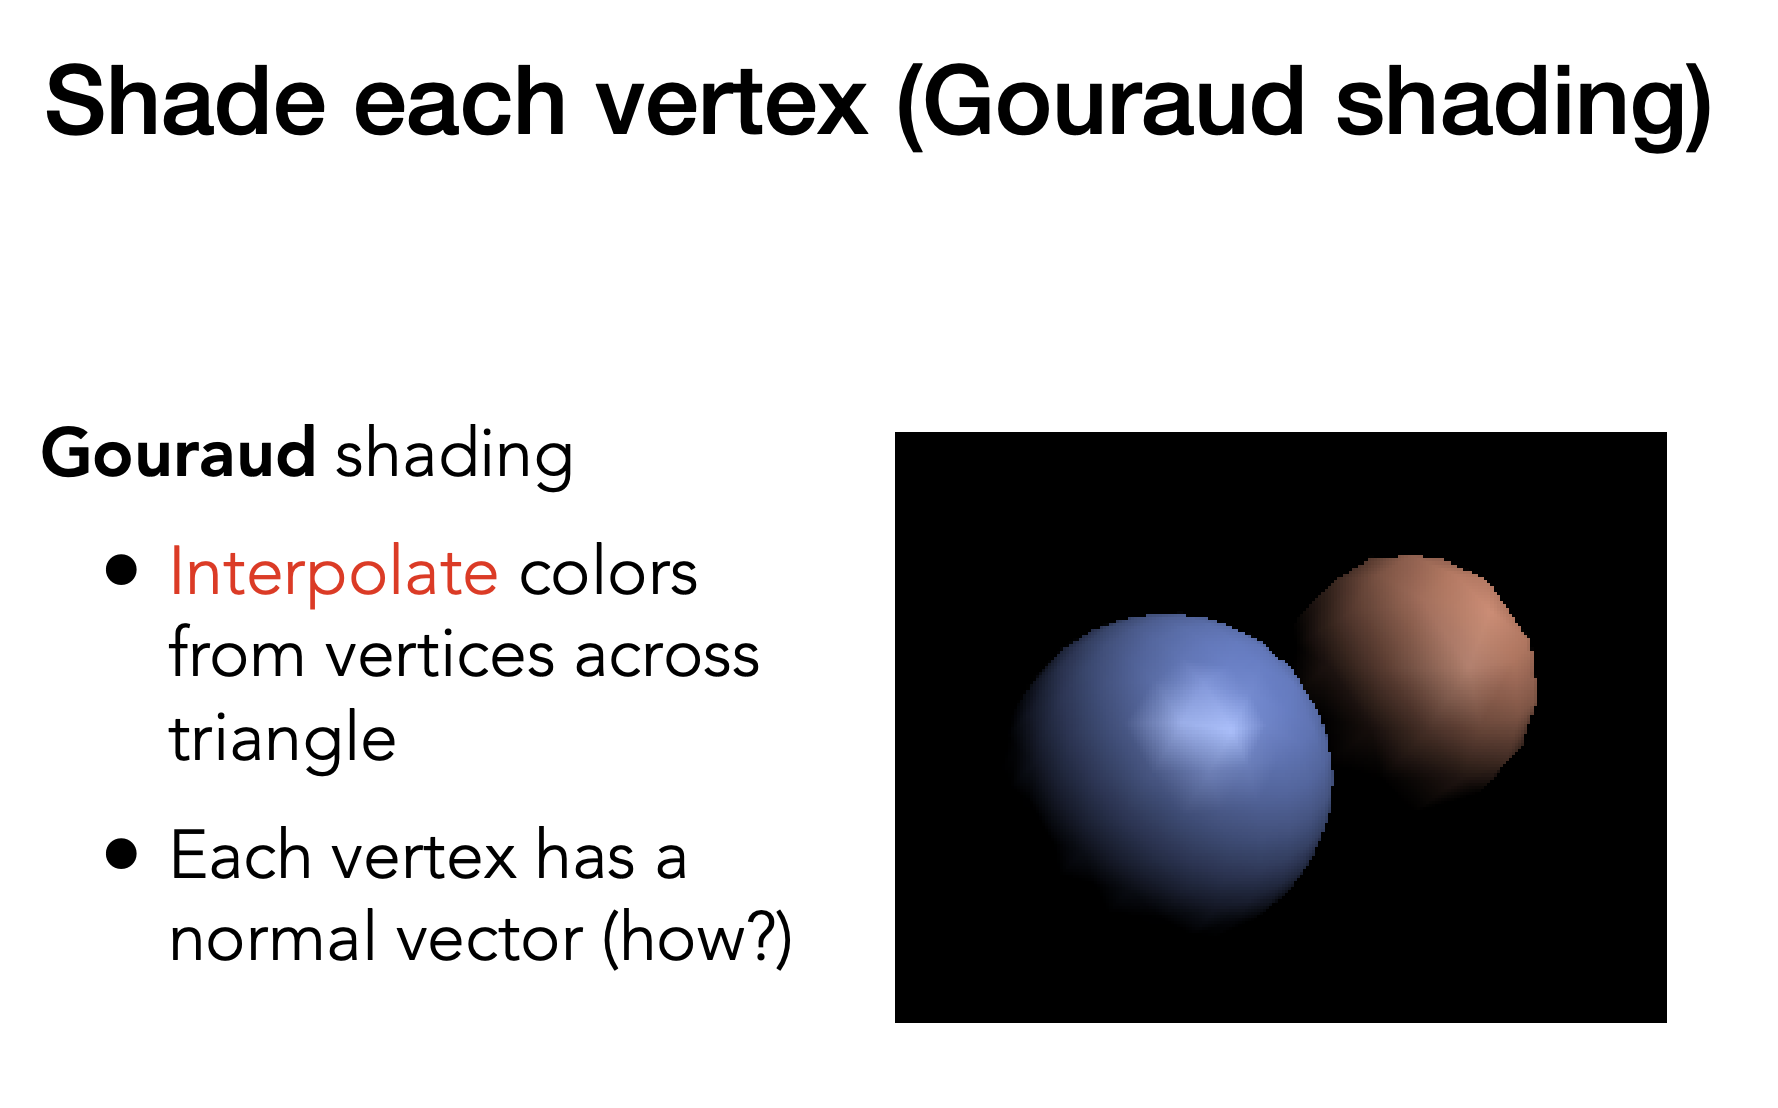 Shade each vertex (Gouraud shading)
Gouraud shading
• Interpolate colors
from vertices across
triangle
• Each vertex has a
normal vector (how?)